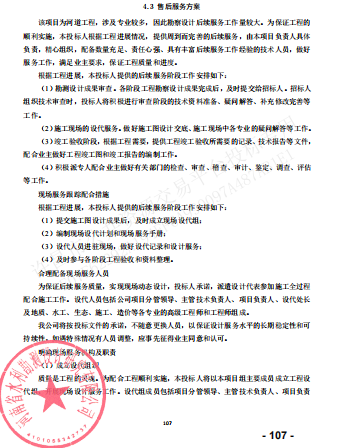 4.3 售后服务方案
该项目为河道工程，涉及专业较多，因此勘察设计后续服务工作量较大。为保证工程的
顺利实施，本投标人根据工程进展情况，提供周到而完善的后续服务，由本项目负责人具体
负责，精心组织，配备数量充足、责任心强、具有丰富后续服务工作经验的技术人员，做好
服务工作，满足业主要求，保证工程质量和进度。
根据工程进展，本投标人提供的后续服务阶段工作安排如下：
（1）勘测设计成果审查。各阶段工程勘察设计成果完成后，及时提交给招标人。招标人
组织技术审查时，投标人将积极进行审查阶段的技术资料准备、疑问解答、补充修改完善等
工作。
（2）施工现场的设代服务。做好施工图设计交底、施工现场中各专业的疑问解答等工作。
（3）竣工验收阶段，根据工程需要，提供工程竣工验收所需要的记录、技术报告等文件，
配合业主做好工程竣工图和竣工报告的编制工作。
（4）积极派专人配合业主做好有关部门的检查、审查、稽查、审计、鉴定、调查、评估
等工作。
现场服务跟踪配合措施
根据工程进展，本投标人提供的后续服务阶段工作安排如下：
（1）提交施工图设计成果后，及时成立现场设代组；
（2）编制现场设代计划和现场服务手册；
（3）设代人员进驻现场，做好设代记录和设计服务；
（4）及时参与各阶段工程验收和资料整理。
合理配备现场服务人员
为保证后续服务质量，实现现场动态设计，投标人承诺，派遣设计代表参加施工全过程
配合施工工作。设代人员包括公司项目分管领导、主管技术负责人、项目负责人、设代处长
及地质、水工、生态、施工、造价等各专业的高级工程师和工程师组成。
我公司将按投标文件的承诺，不随意更换人员，以保证设计服务水平的长期稳定性和可
持续性。如遇特殊情况有人员调整，应事先征得业主同意和认可。
明确现场服务机构及职责
（1）成立设代组
质量是工程的灵魂。为配合工程顺利实施，本投标人将以本项目组主要成员成立工程设
代组，开展现场设计服务工作。设代组成员包括项目分管领导、主管技术负责人、项目负责
107
- 107 -